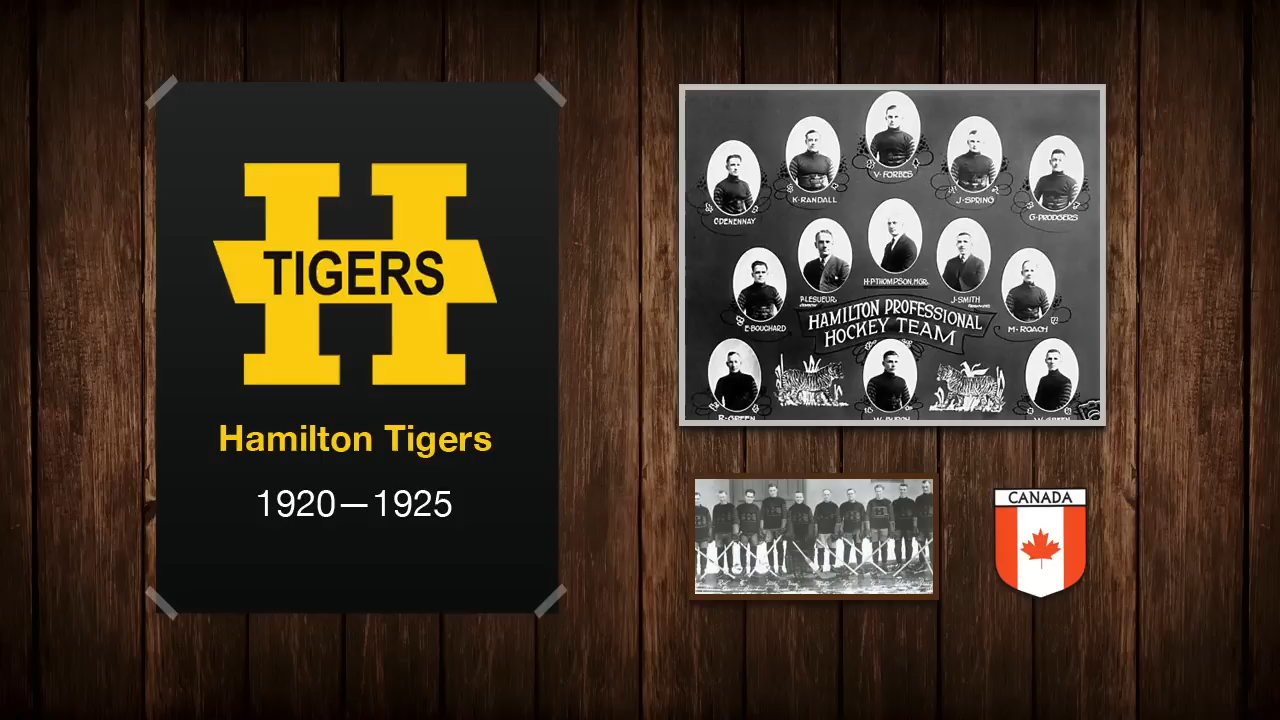 TIGERS
Hamilton Tigers
1920—1925
V·FORBES
K·RANDALL
J·SPRING
C·DENENNAY
G·PRODGERS
H·P·THOMPSON, MGR.
P·LESUEUR,
J·SMITH
E·BOUCHARD
M·ROACH
HAMILTON PROFESSIONAL
HOCKEY TEAM
R·GREEN
CANADA